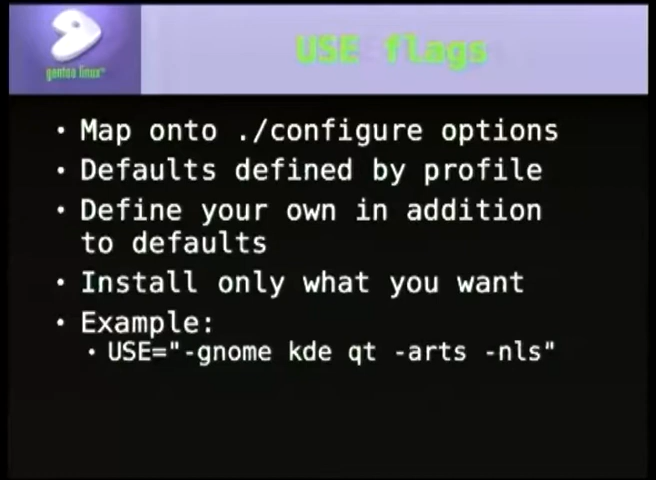 gentoo linux™
USE flags
• Map onto ./configure options
• Defaults defined by profile
• Define your own in addition
to defaults
• Install only what you want
• Example:
• USE="-gnome kde qt -arts -nls"